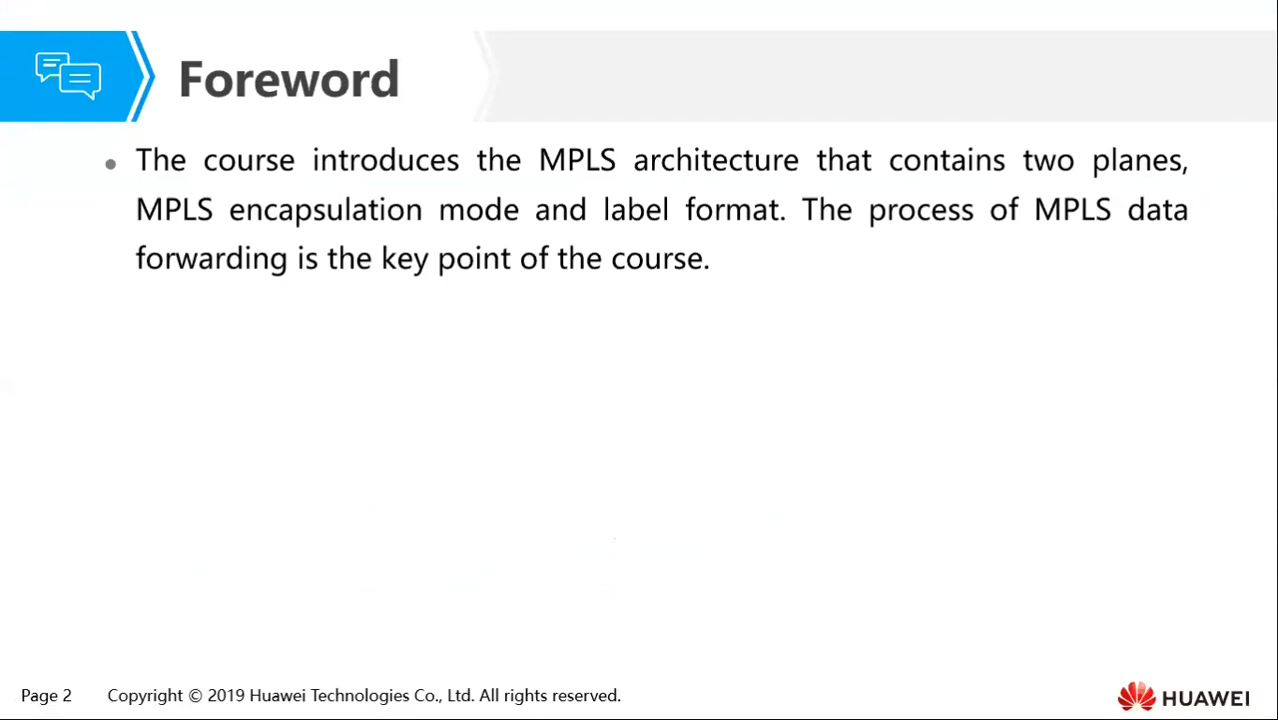 Foreword
• The course introduces the MPLS architecture that contains two planes,
MPLS encapsulation mode and label format. The process of MPLS data
forwarding is the key point of the course.
Page 2 Copyright © 2019 Huawei Technologies Co., Ltd. All rights reserved.
HUAWEI